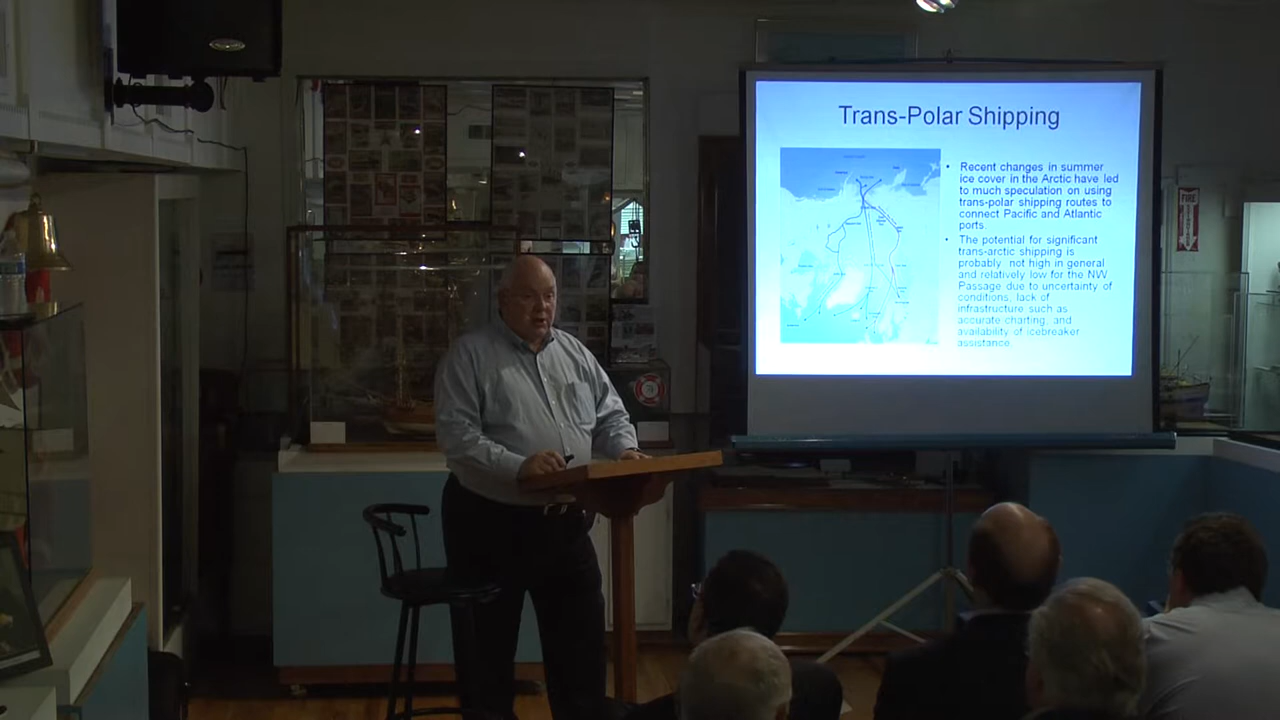 Trans-Polar Shipping
• Recent changes in summer
ice cover in the Arctic have led
to much speculation on using
trans-polar shipping routes to
connect Pacific and Atlantic
ports.
• The potential for significant
trans-arctic shipping is
probably not high in general
and relatively low for the NW
Passage due to uncertainty of
conditions, lack of
infrastructure such as
accurate charting, and
availability of icebreaker
assistance.
FIRE